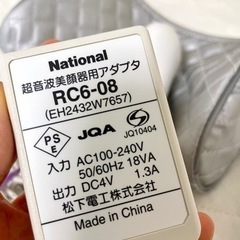 National
超音波美顔器用アダプタ
RC6-08
(EH2432W7657)
PS
E
JQA
S
JQ10404
入力 AC100-240V
50/60Hz 18VA
出力 DC4V 1.3A
松下電工株式会社
Made in China